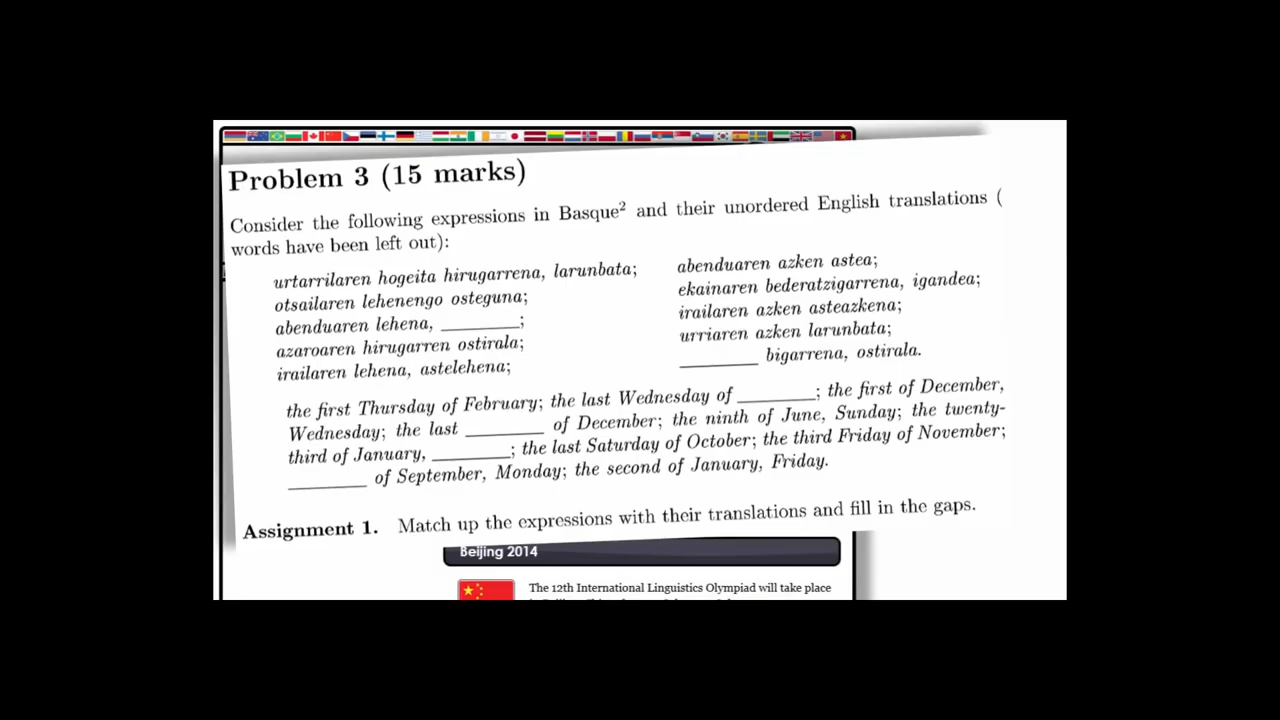 Problem 3 (15 marks)
Consider the following expressions in Basque² and their unordered English translations (
words have been left out):
urtarrilaren hogeita hirugarrena, larunbata;
otsailaren lehenengo osteguna;
abenduaren lehena, ________;
azaroaren hirugarren ostirala;
irailaren lehena, astelehena;
abenduaren azken astea;
ekainaren bederatzigarrena, igandea;
irailaren azken asteazkena;
urriaren azken larunbata;
________ bigarrena, ostirala.
the first Thursday of February; the last Wednesday of ________; the first of December,
Wednesday; the last ________ of December; the ninth of June, Sunday; the twenty-
third of January, ________; the last Saturday of October; the third Friday of November;
________ of September, Monday; the second of January, Friday.
Assignment 1. Match up the expressions with their translations and fill in the gaps.
Beijing 2014
The 12th International Linguistics Olympiad will take place